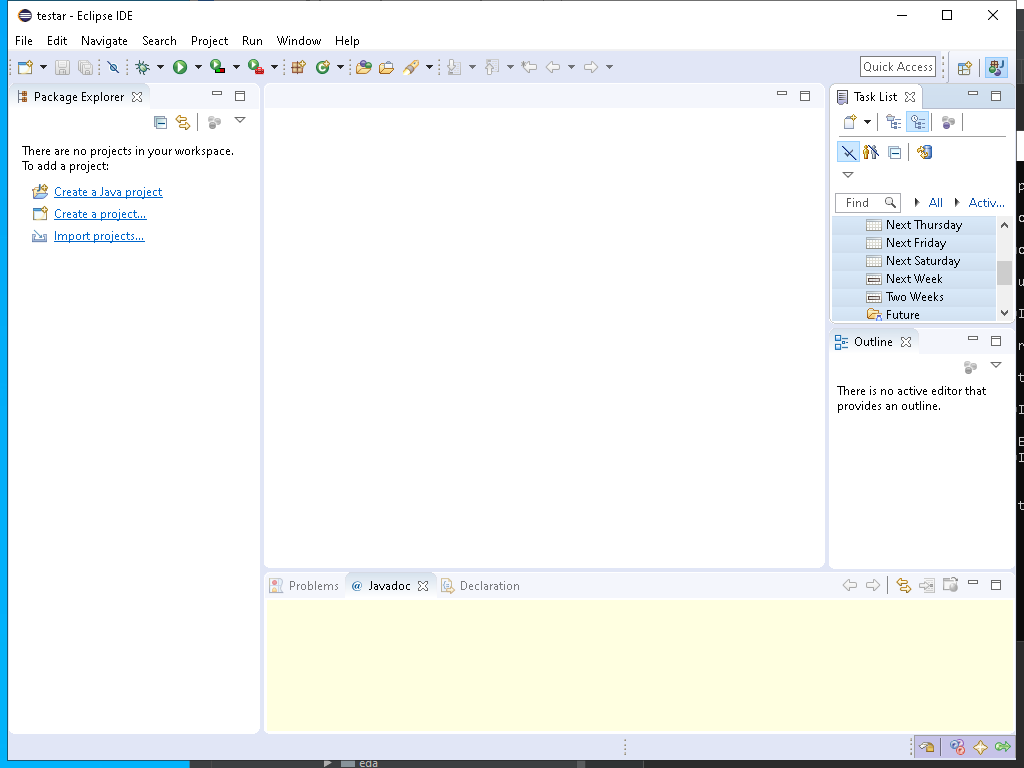 testar - Eclipse IDE
File Edit Navigate Search Project Run Window Help
Quick Access
Package Explorer
There are no projects in your workspace.
To add a project:
Create a Java project
Create a project...
Import projects...
Task List
Find All Activ...
Next Thursday
Next Friday
Next Saturday
Next Week
Two Weeks
Future
Outline
There is no active editor that
provides an outline.
Problems @ Javadoc Declaration
eda